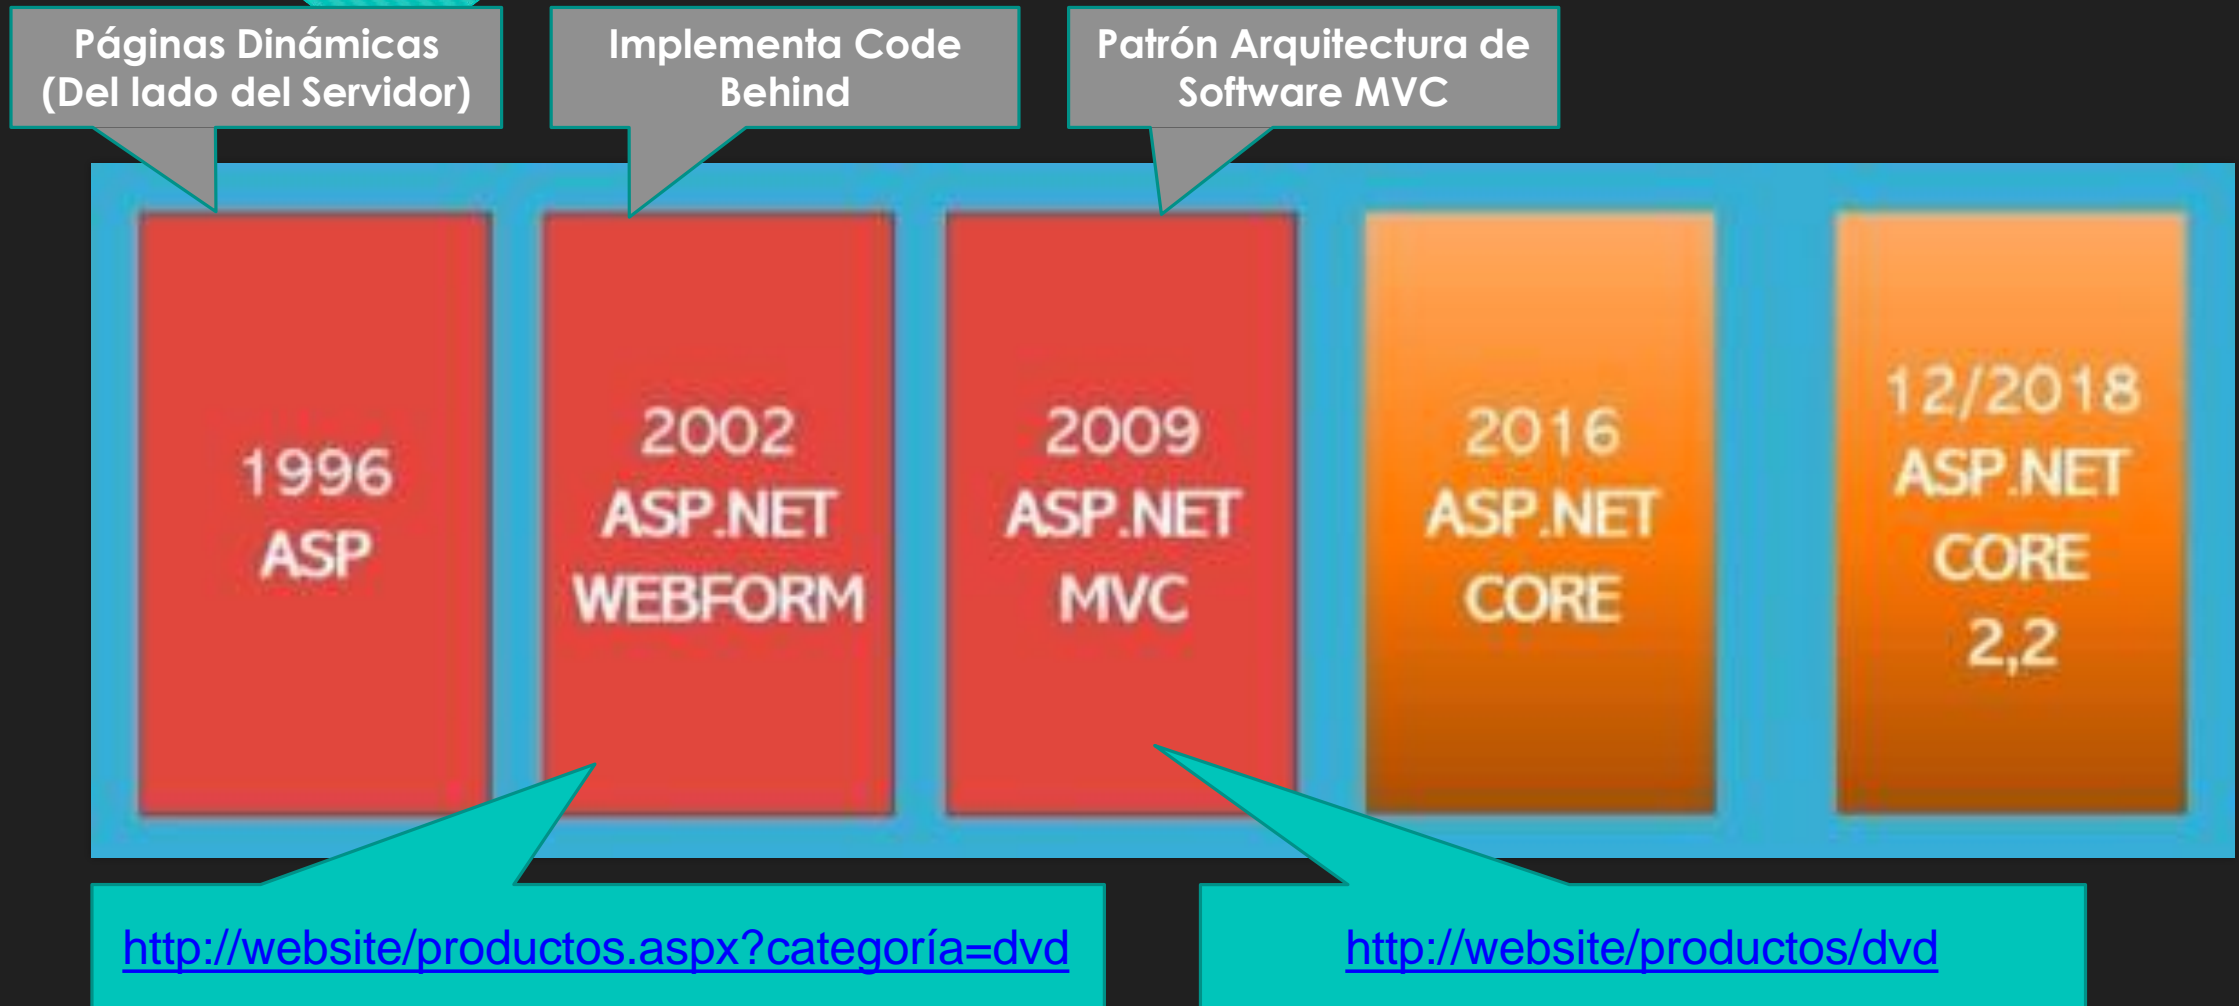 Páginas Dinámicas
(Del lado del Servidor)
Implementa Code
Behind
Patrón Arquitectura de
Software MVC
1996
ASP
2002
ASP.NET
WEBFORM
2009
ASP.NET
MVC
2016
ASP.NET
CORE
12/2018
ASP.NET
CORE
2,2
http://website/productos.aspx?categoría=dvd
http://website/productos/dvd